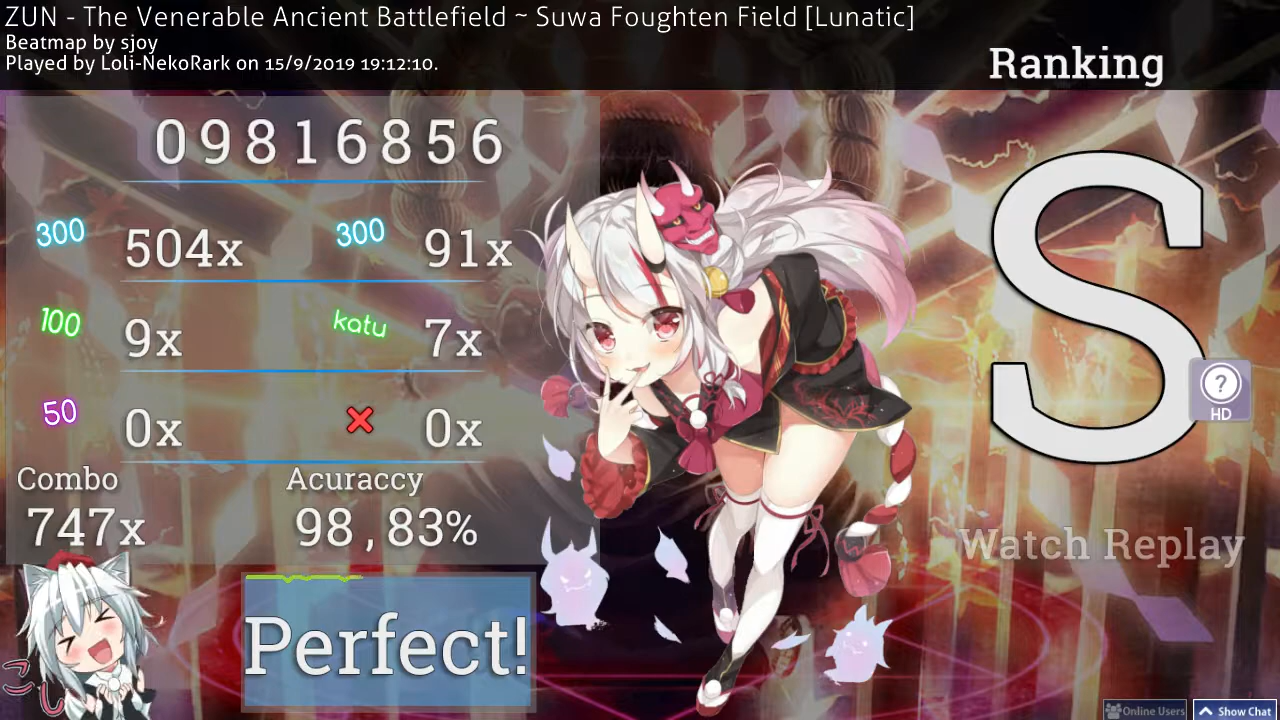 ZUN - The Venerable Ancient Battlefield ~ Suwa Foughten Field [Lunatic]
Beatmap by sjoy
Played by Loli-NekoRark on 15/9/2019 19:12:10.
Ranking
09816856
300 504x 300 91x
100 9x katu 7x
50 0x 0x
Combo Acuraccy
747x 98,83%
S
? HD
Watch Replay
Perfect!
こし
Online Users Show Chat